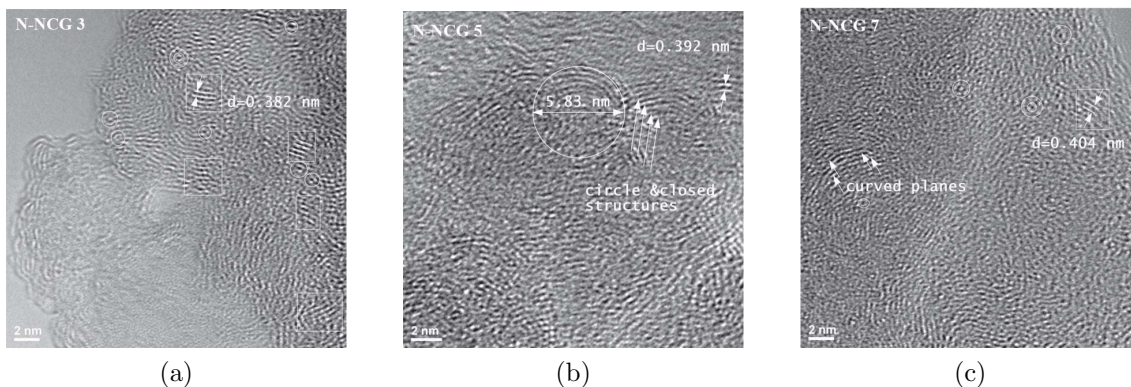 N-NCG 3
d=0.382 nm
2 nm
(a)
N-NCG 5
d=0.392 nm
5.83 nm
circle &closed
structures
2 nm
(b)
N-NCG 7
d=0.404 nm
curved planes
2 nm
(c)